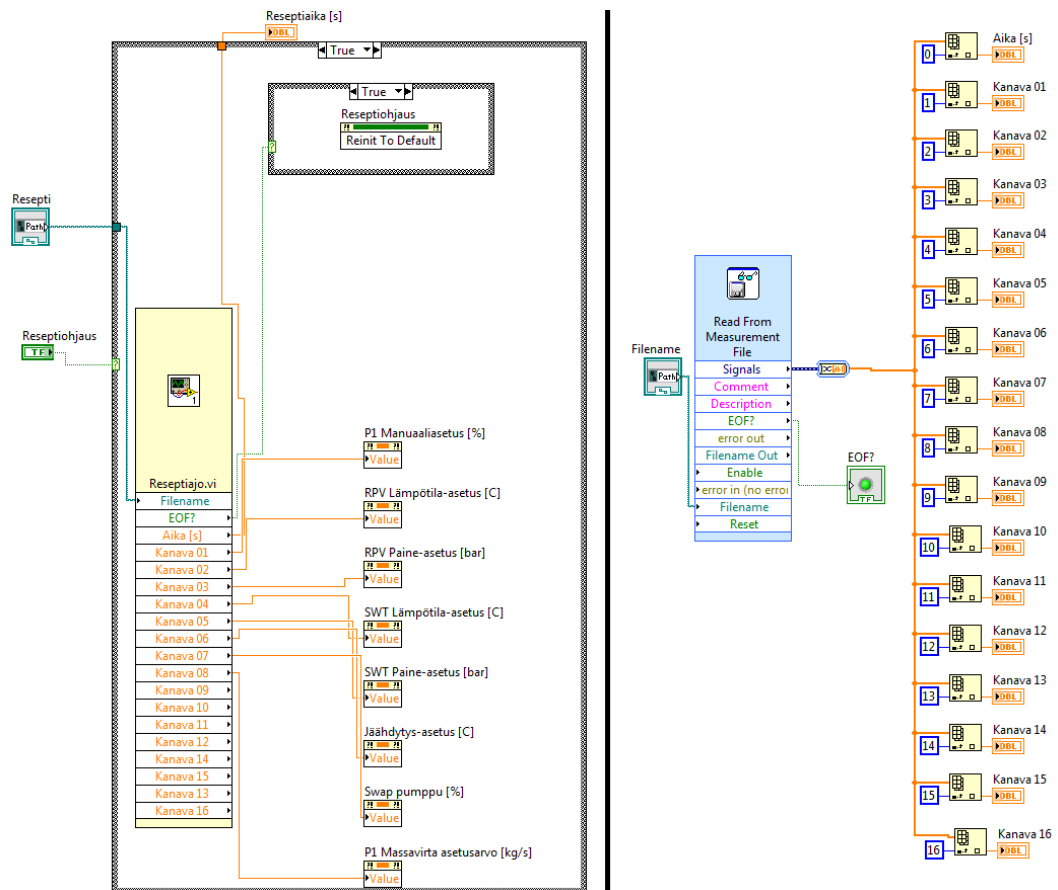 Reseptiaika [s]
DBL
True
True
Reseptiohjaus
Reinit To Default
Resepti
Path
Reseptiohjaus
TF
1
Reseptiajo.vi
Filename
EOF?
Aika [s]
Kanava 01
Kanava 02
Kanava 03
Kanava 04
Kanava 05
Kanava 06
Kanava 07
Kanava 08
Kanava 09
Kanava 10
Kanava 11
Kanava 12
Kanava 14
Kanava 15
Kanava 13
Kanava 16
P1 Manuaaliasetus [%]
Value
RPV Lämpötila-asetus [C]
Value
RPV Paine-asetus [bar]
Value
SWT Lämpötila-asetus [C]
Value
SWT Paine-asetus [bar]
Value
Jäähdytys-asetus [C]
Value
Swap pumppu [%]
Value
P1 Massavirta asetusarvo [kg/s]
Value
Filename
Path
Read From
Measurement
File
Signals
Comment
Description
EOF?
error out
Filename Out
Enable
error in (no erroi
Filename
Reset
EOF?
TF
Aika [s]
0
DBL
Kanava 01
1
DBL
Kanava 02
2
DBL
Kanava 03
3
DBL
Kanava 04
4
DBL
Kanava 05
5
DBL
Kanava 06
6
DBL
Kanava 07
7
DBL
Kanava 08
8
DBL
Kanava 09
9
DBL
Kanava 10
10
DBL
Kanava 11
11
DBL
Kanava 12
12
DBL
Kanava 13
13
DBL
Kanava 14
14
DBL
Kanava 15
15
DBL
Kanava 16
16
DBL